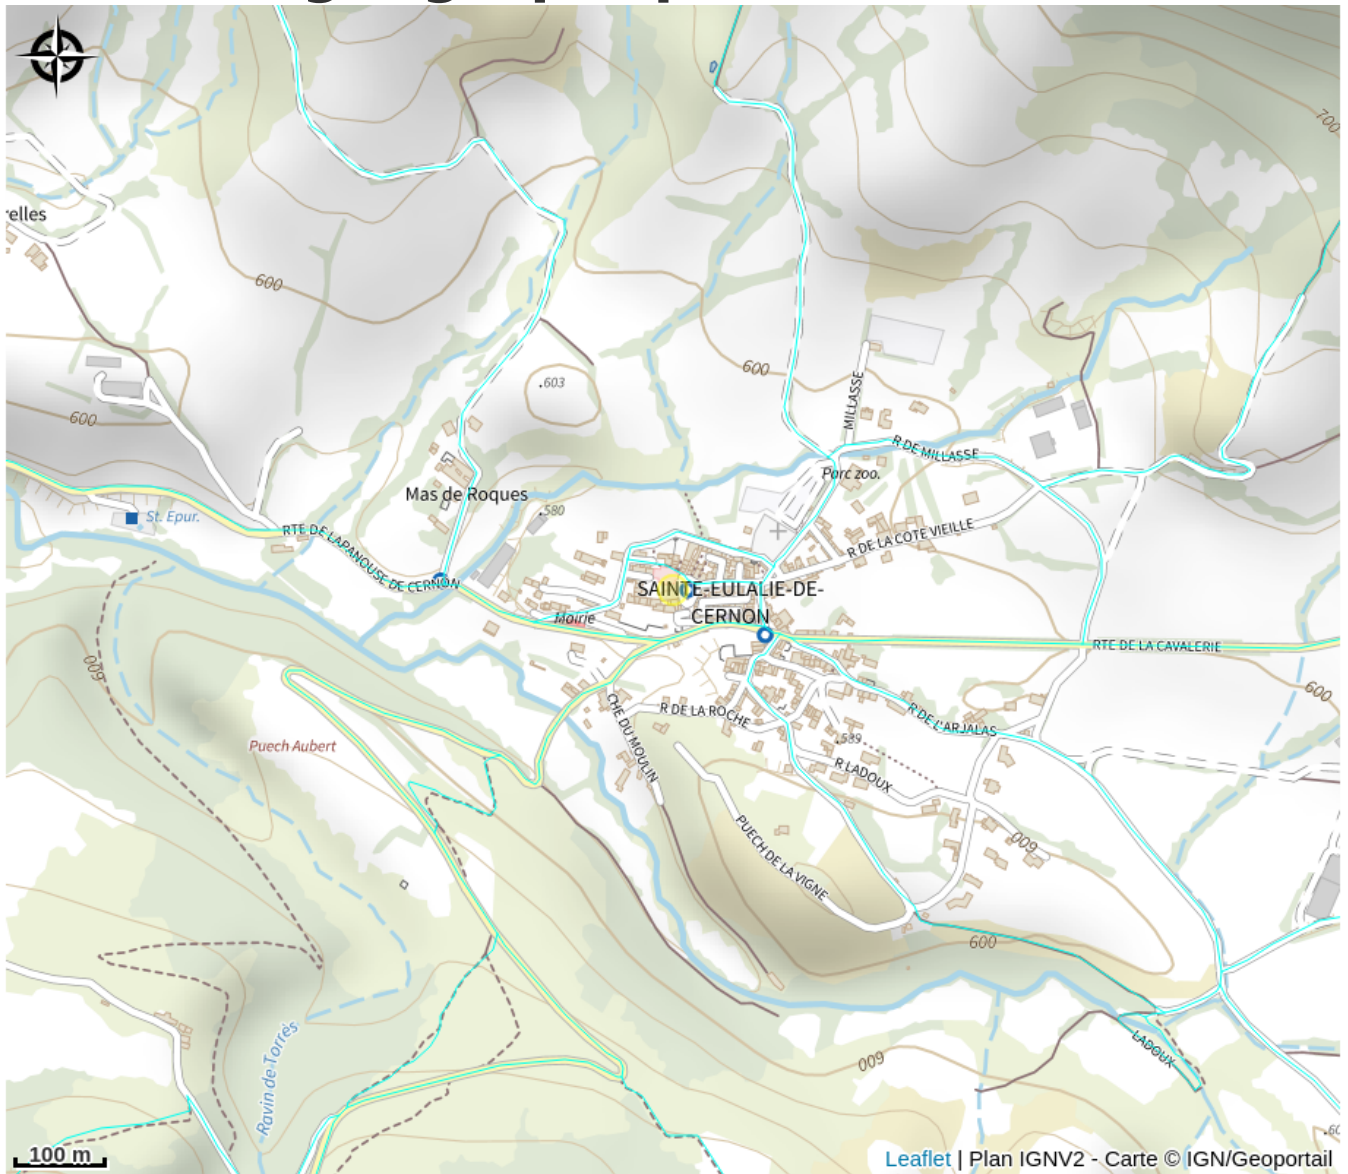 700
relles
600
600
603
600
MILLASSE
R DE MILLASSE
Parc zoo.
Mas de Roques
St. Epur.
580
RTE DE LAPANOUSE DE CERNON
R DE LA COTE VIEILLE
SAINTE-EULALIE-DE-
CERNON
Mairie
RTE DE LA CAVALERIE
600
600
CHE DU MOULIN
R DE LA ROCHE
R DE L'ARJALAS
Puech Aubert
589
R LADOUX
PUECH DE LA VIGNE
600
600
Ravin de Torrès
LADOUX
600
100 m
Leaflet | Plan IGNV2 - Carte © IGN/Geoportail